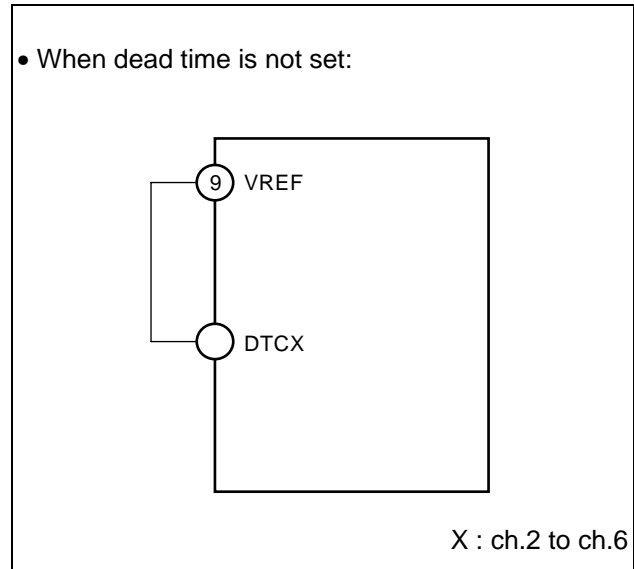 • When dead time is not set:
9 VREF
DTCX
X : ch.2 to ch.6